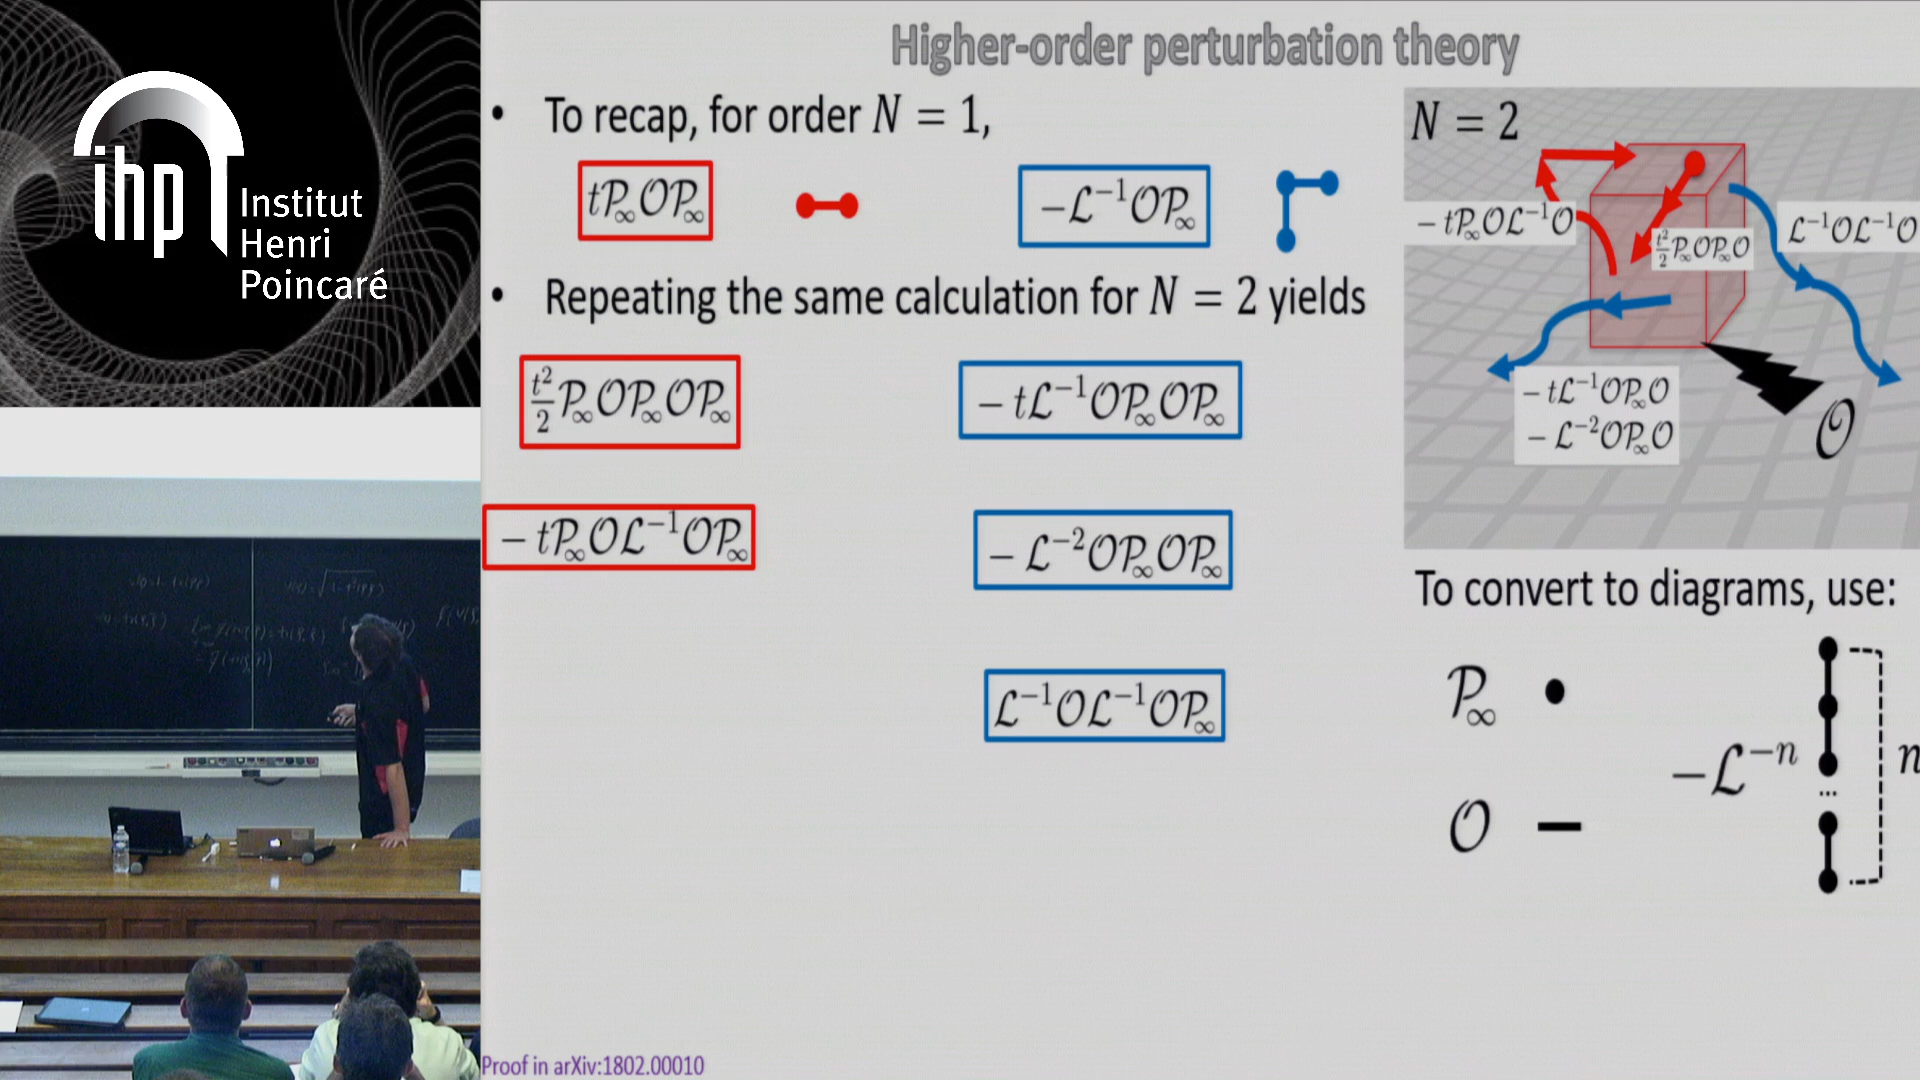 ihp
Institut
Henri
Poincaré
Higher-order perturbation theory
• To recap, for order N = 1,
tP∞OP∞
−L⁻¹OP∞
• Repeating the same calculation for N = 2 yields
t²/2 P∞OP∞OP∞
− tL⁻¹OP∞OP∞
− tP∞OL⁻¹OP∞
− L⁻²OP∞OP∞
L⁻¹OL⁻¹OP∞
N = 2
− tP∞OL⁻¹O
t²/2 P∞OP∞O
L⁻¹OL⁻¹O
− tL⁻¹OP∞O
− L⁻²OP∞O
O
To convert to diagrams, use:
P∞
−L⁻ⁿ
...
n
O
Proof in arXiv:1802.00010